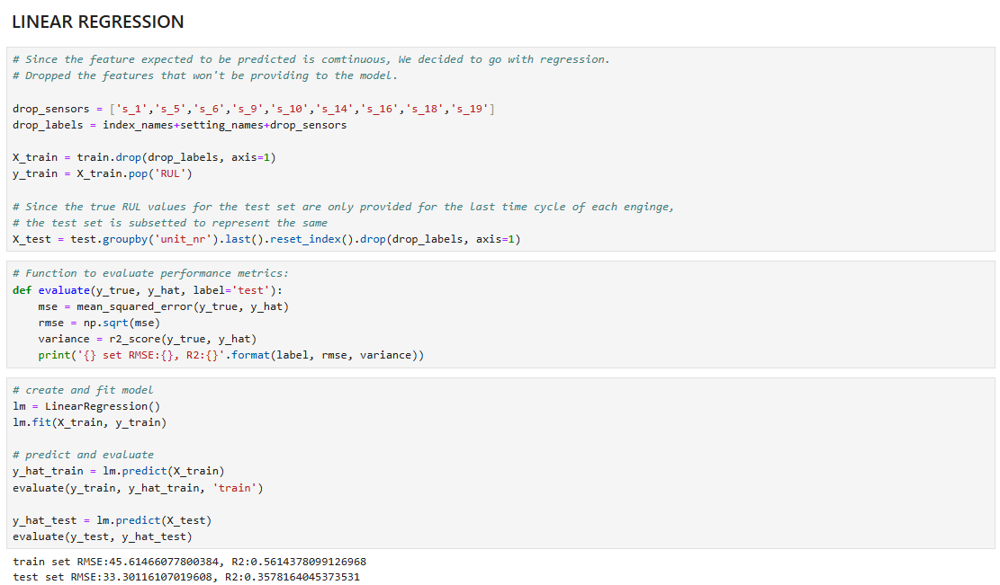 LINEAR REGRESSION
# Since the feature expected to be predicted is comtinuous, We decided to go with regression.
# Dropped the features that won't be providing to the model.
drop_sensors = ['s_1','s_5','s_6','s_9','s_10','s_14','s_16','s_18','s_19']
drop_labels = index_names+setting_names+drop_sensors
X_train = train.drop(drop_labels, axis=1)
y_train = X_train.pop('RUL')
# Since the true RUL values for the test set are only provided for the last time cycle of each enginge,
# the test set is subsetted to represent the same
X_test = test.groupby('unit_nr').last().reset_index().drop(drop_labels, axis=1)
# Function to evaluate performance metrics:
def evaluate(y_true, y_hat, label='test'):
    mse = mean_squared_error(y_true, y_hat)
    rmse = np.sqrt(mse)
    variance = r2_score(y_true, y_hat)
    print('{} set RMSE:{}, R2:{}'.format(label, rmse, variance))
# create and fit model
lm = LinearRegression()
lm.fit(X_train, y_train)
# predict and evaluate
y_hat_train = lm.predict(X_train)
evaluate(y_train, y_hat_train, 'train')
y_hat_test = lm.predict(X_test)
evaluate(y_test, y_hat_test)
train set RMSE:45.61466077800384, R2:0.5614378099126968
test set RMSE:33.30116107019608, R2:0.3578164045373531